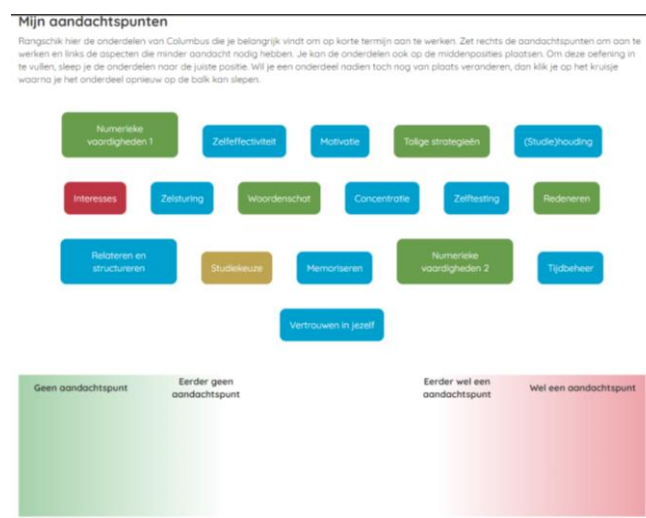 Mijn aandachtspunten
Rangschik hier de onderdelen van Columbus die je belangrijk vindt om op korte termijn aan te werken. Zet rechts de aandachtspunten om aan te
werken en links de aspecten die minder aandacht nodig hebben. Je kan de onderdelen ook op de middenposities plaatsen. Om deze oefening in
te vullen, sleep je de onderdelen naar de juiste positie. Wil je een onderdeel nadien toch nog van plaats veranderen, dan klik je op het kruisje
waarna je het onderdeel opnieuw op de balk kan slepen.
Numerieke
vaardigheden 1
Zelfeffectiviteit
Motivatie
Talige strategieën
(Studie)houding
Interesses
Zelsturing
Woordenschat
Concentratie
Zelftesting
Redeneren
Relateren en
structureren
Studiekeuze
Memoriseren
Numerieke
vaardigheden 2
Tijdbeheer
Vertrouwen in jezelf
Geen aandachtspunt
Eerder geen
aandachtspunt
Eerder wel een
aandachtspunt
Wel een aandachtspunt